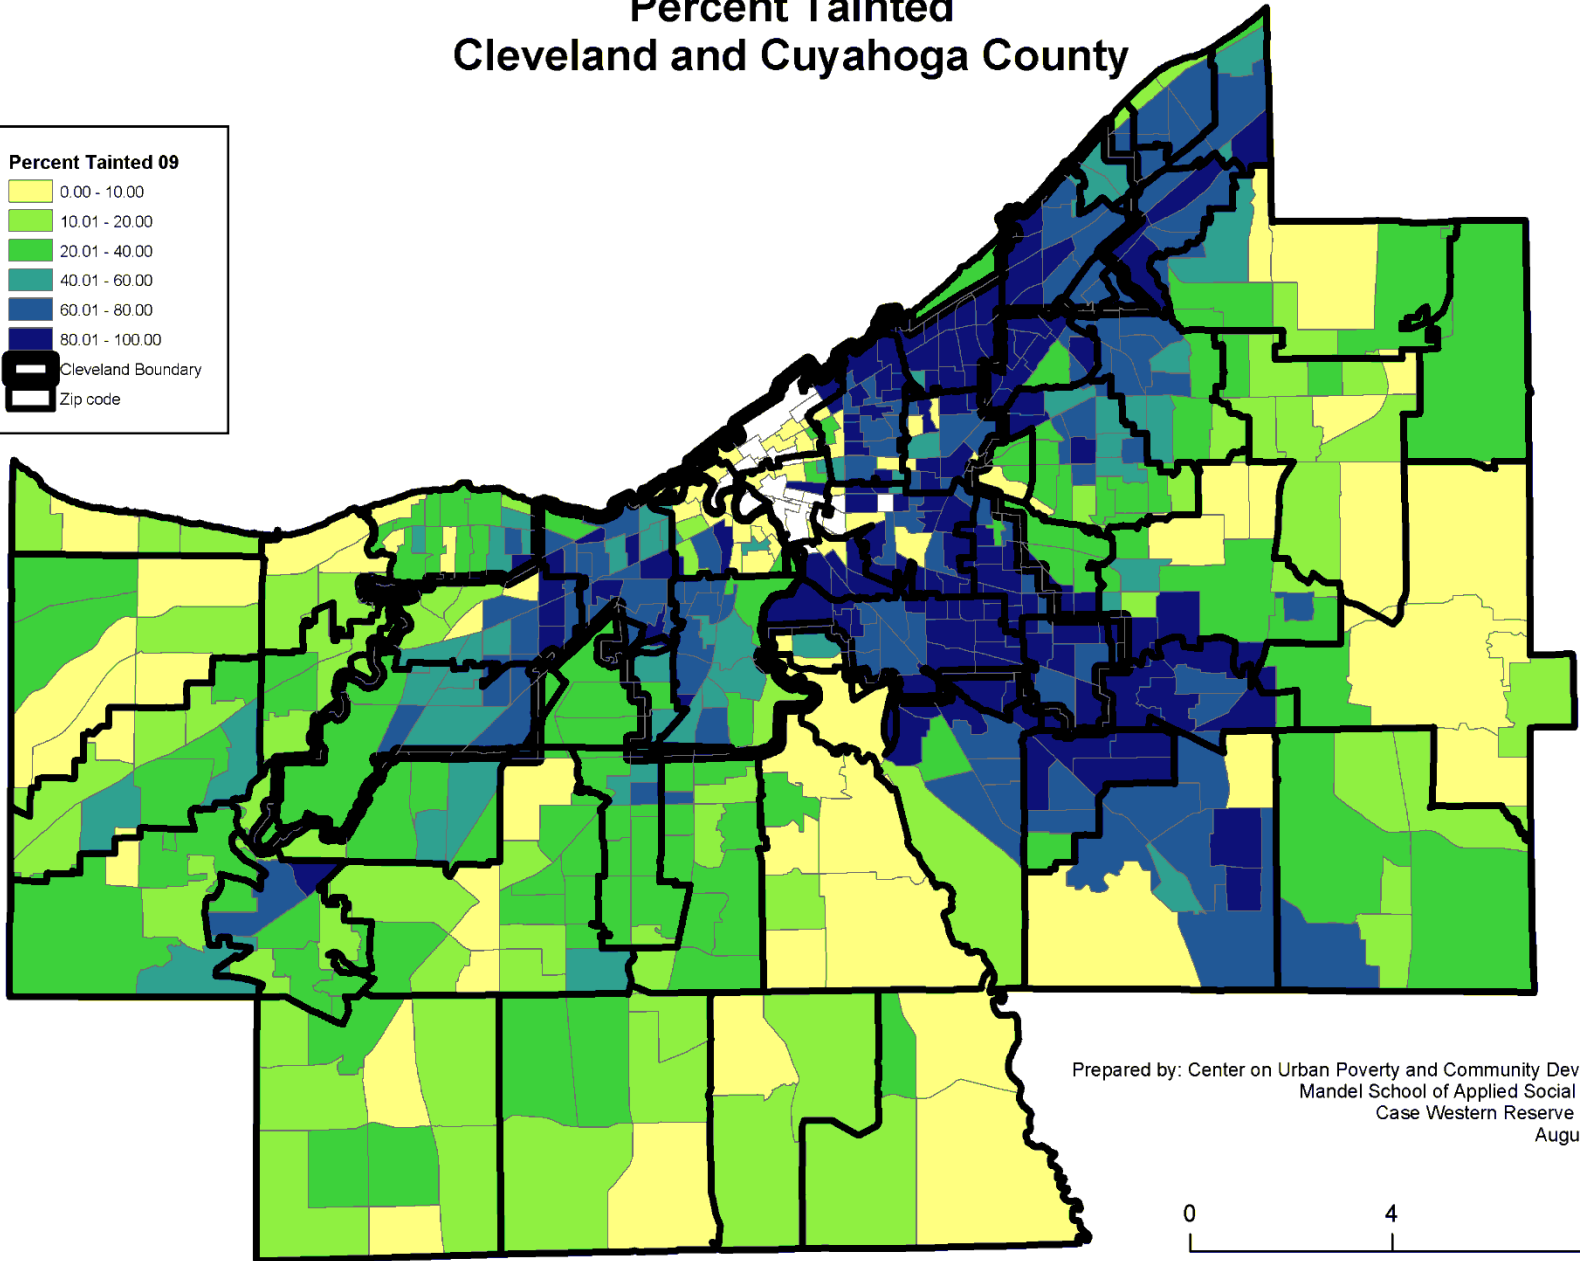 Percent Tainted
Cleveland and Cuyahoga County
Percent Tainted 09
0.00 - 10.00
10.01 - 20.00
20.01 - 40.00
40.01 - 60.00
60.01 - 80.00
80.01 - 100.00
Cleveland Boundary
Zip code
Prepared by: Center on Urban Poverty and Community Dev
Mandel School of Applied Social
Case Western Reserve
Augu
0 4